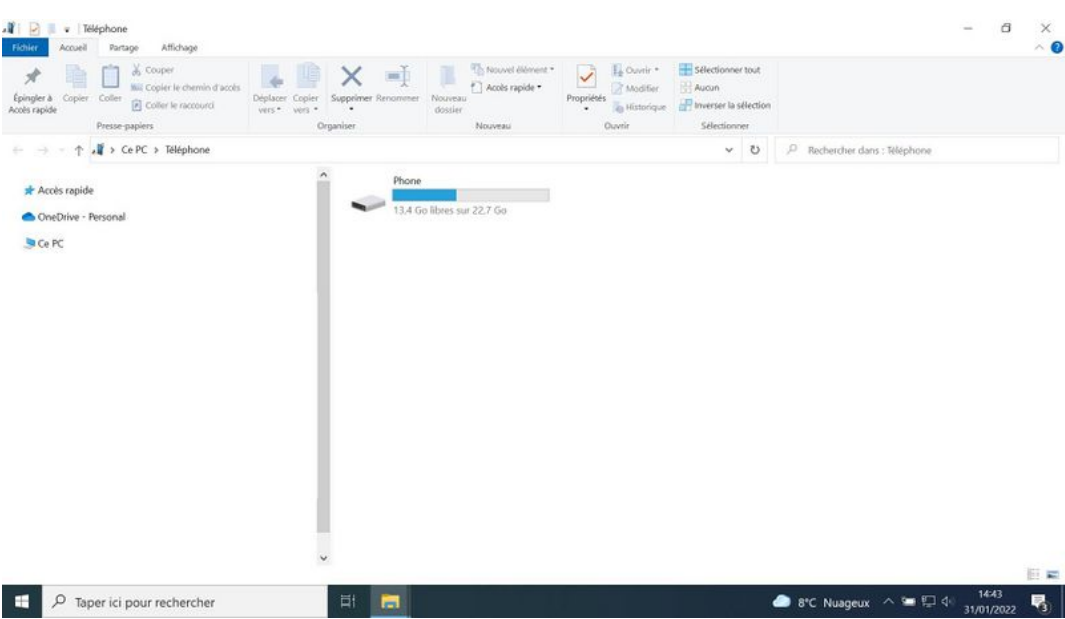 Téléphone
Fichier Accueil Partage Affichage
Épingler à Accès rapide
Copier
Coller
Couper
Copier le chemin d'accès
Coller le raccourci
Déplacer vers
Copier vers
Supprimer
Renommer
Nouveau dossier
Nouvel élément
Accès rapide
Propriétés
Ouvrir
Modifier
Historique
Sélectionner tout
Aucun
Inverser la sélection
Presse-papiers Organiser Nouveau Ouvrir Sélectionner
Ce PC > Téléphone
Rechercher dans : Téléphone
Accès rapide
OneDrive - Personal
Ce PC
Phone
13,4 Go libres sur 22,7 Go
Taper ici pour rechercher
8°C Nuageux
14:43
31/01/2022
3